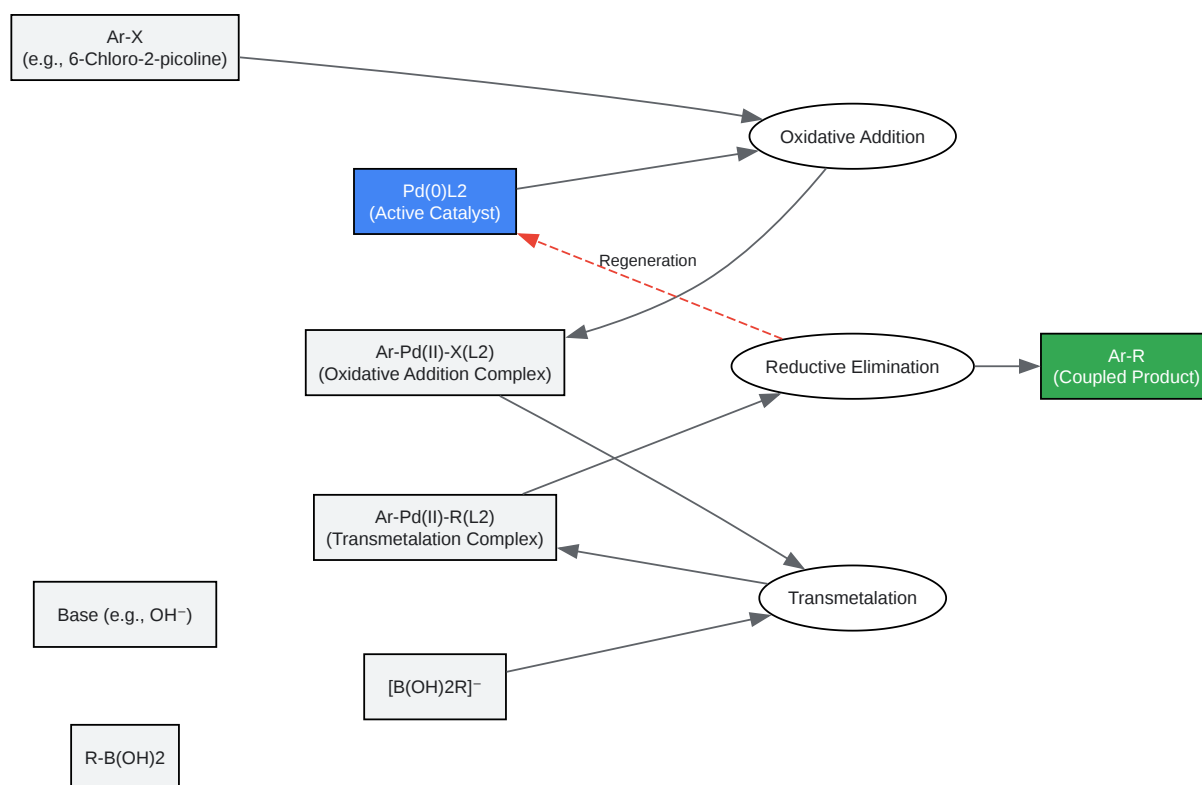 Ar-X
(e.g., 6-Chloro-2-picoline)
Oxidative Addition
Pd(0)L2
(Active Catalyst)
Regeneration
Ar-Pd(II)-X(L2)
(Oxidative Addition Complex)
Reductive Elimination
Ar-R
(Coupled Product)
Ar-Pd(II)-R(L2)
(Transmetalation Complex)
Transmetalation
Base (e.g., OH⁻)
[B(OH)2R]⁻
R-B(OH)2